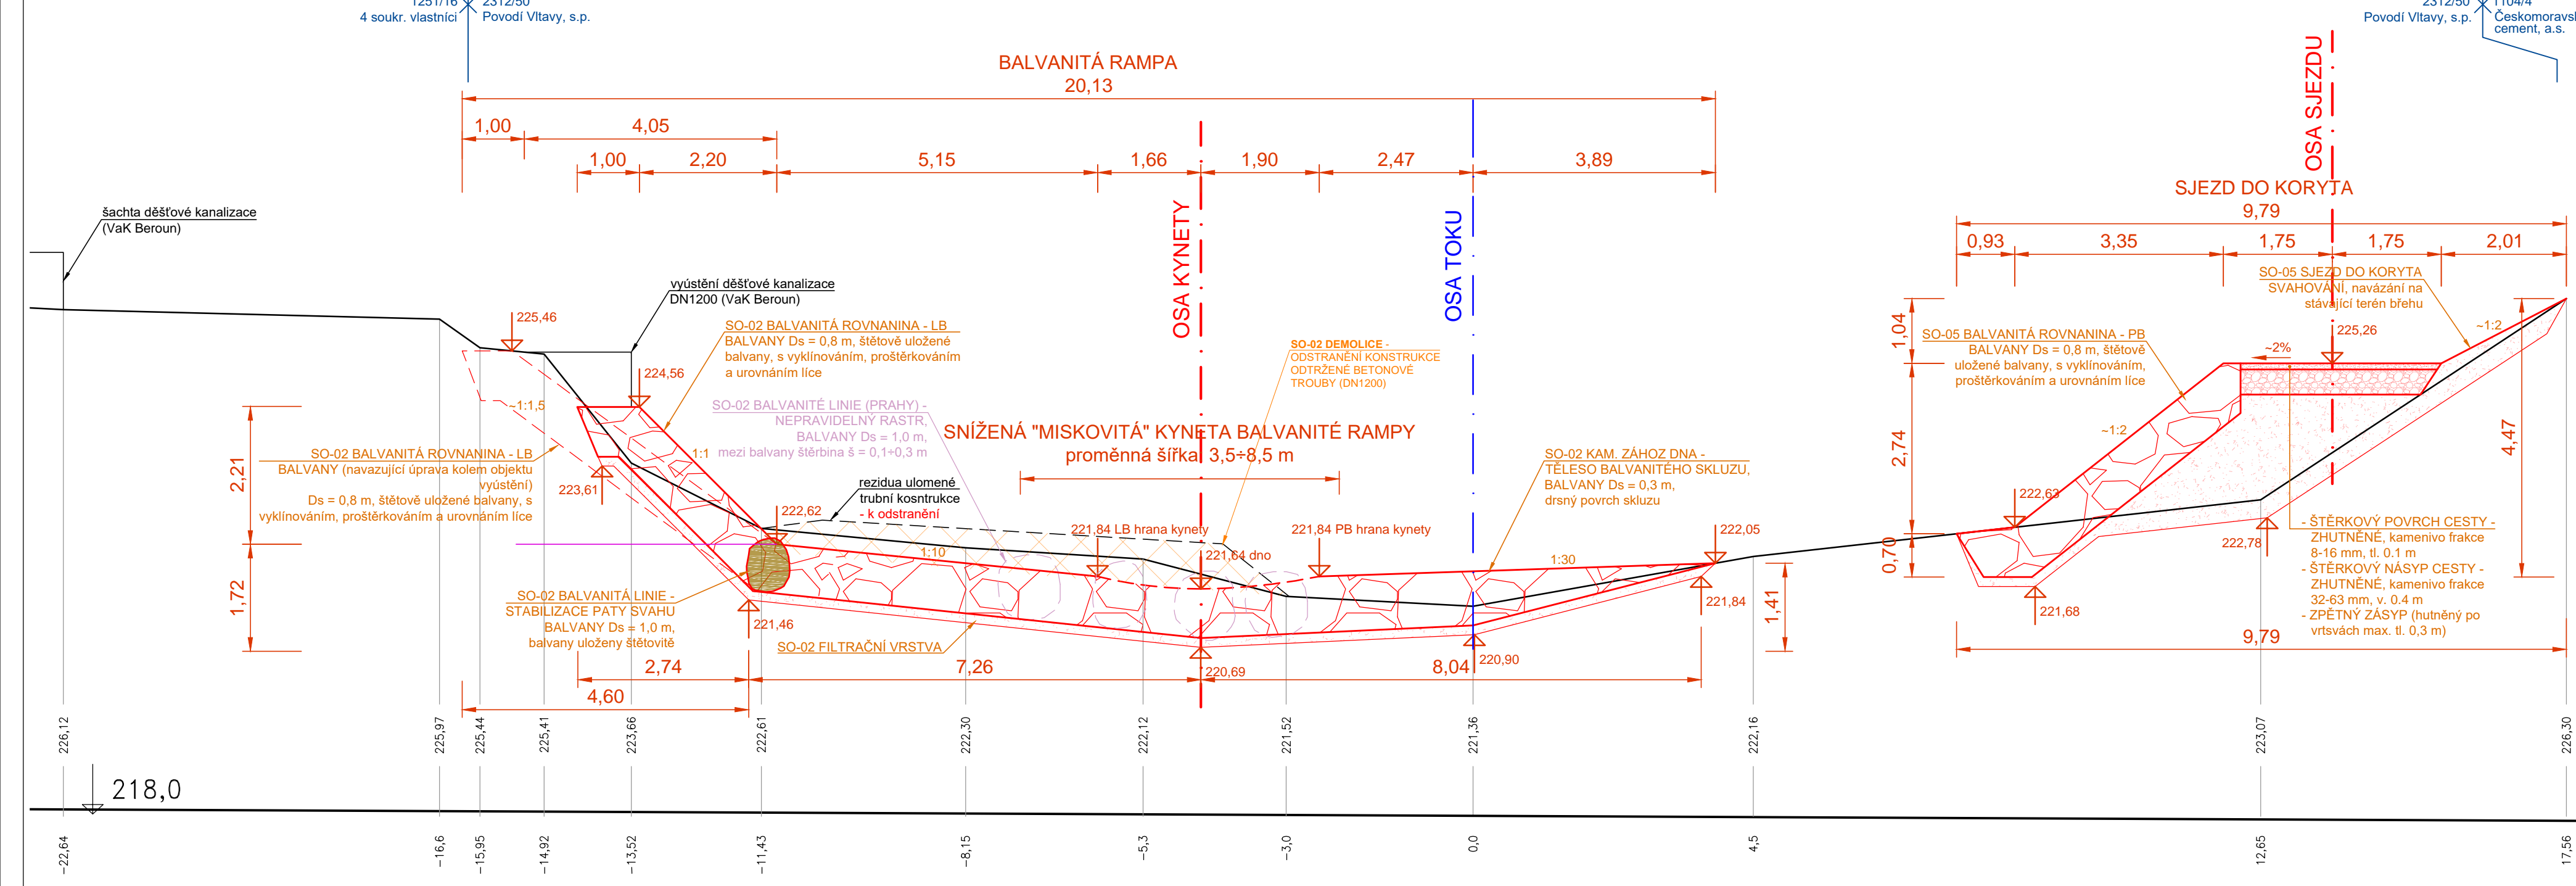 1251/16
4 soukr. vlastníci
2312/50
Povodí Vltavy, s.p.
2312/50
Povodí Vltavy, s.p.
1104/4
Českomoravsk
cement, a.s.
BALVANITÁ RAMPA
20,13
1,00
4,05
1,00
2,20
5,15
1,66
1,90
2,47
3,89
OSA KYNETY
OSA TOKU
OSA SJEZDU
SJEZD DO KORYTA
9,79
0,93
3,35
1,75
1,75
2,01
šachta děšťové kanalizace
(VaK Beroun)
vyústění děšťové kanalizace
DN1200 (VaK Beroun)
225,46
224,56
SO-02 BALVANITÁ ROVNANINA - LB
BALVANY Ds = 0,8 m, štětově uložené
balvany, s vyklínováním, proštěrkováním
a urovnáním líce
SO-02 BALVANITÉ LINIE (PRAHY) -
NEPRAVIDELNÝ RASTR,
BALVANY Ds = 1,0 m,
mezi balvany štěrbina š = 0,1÷0,3 m
SO-02 DEMOLICE -
ODSTRANĚNÍ KONSTRUKCE
ODTRŽENÉ BETONOVÉ
TROUBY (DN1200)
SNÍŽENÁ "MISKOVITÁ" KYNETA BALVANITÉ RAMPY
proměnná šířka 3,5÷8,5 m
SO-02 KAM. ZÁHOZ DNA -
TĚLESO BALVANITÉHO SKLUZU,
BALVANY Ds = 0,3 m,
drsný povrch skluzu
SO-05 SJEZD DO KORYTA
SVAHOVÁNÍ, navázání na
stávající terén břehu
SO-05 BALVANITÁ ROVNANINA - PB
BALVANY Ds = 0,8 m, štětově
uložené balvany, s vyklínováním,
proštěrkováním a urovnáním líce
225,26
~2%
~1:2
~1:2
1,04
2,74
0,70
4,47
~1:1,5
1:1
2,21
1,72
SO-02 BALVANITÁ ROVNANINA - LB
BALVANY (navazující úprava kolem objektu
vyústění)
Ds = 0,8 m, štětově uložené balvany, s
vyklínováním, proštěrkováním a urovnáním líce
223,61
rezidua ulomené
trubní kosntrukce
- k odstranění
222,62
1:10
221,84 LB hrana kynety
221,64 dno
221,84 PB hrana kynety
1:30
222,05
221,84
1,41
222,63
221,68
222,78
- ŠTĚRKOVÝ POVRCH CESTY -
ZHUTNĚNĚ, kamenivo frakce
8-16 mm, tl. 0.1 m
- ŠTĚRKOVÝ NÁSYP CESTY -
ZHUTNĚNĚ, kamenivo frakce
32-63 mm, v. 0.4 m
- ZPĚTNÝ ZÁSYP (hutněný po
vrtsvách max. tl. 0,3 m)
9,79
SO-02 BALVANITÁ LINIE -
STABILIZACE PATY SVAHU
BALVANY Ds = 1,0 m,
balvany uloženy štětovitě
221,46
SO-02 FILTRAČNÍ VRSTVA
220,69
220,90
2,74
7,26
8,04
4,60
226,12
225,97
225,44
225,41
223,66
222,61
222,30
222,12
221,52
221,36
222,16
223,07
226,30
218,0
-22,64
-16,6
-15,95
-14,92
-13,52
-11,43
-8,15
-5,3
-3,0
0,0
4,5
12,65
17,56